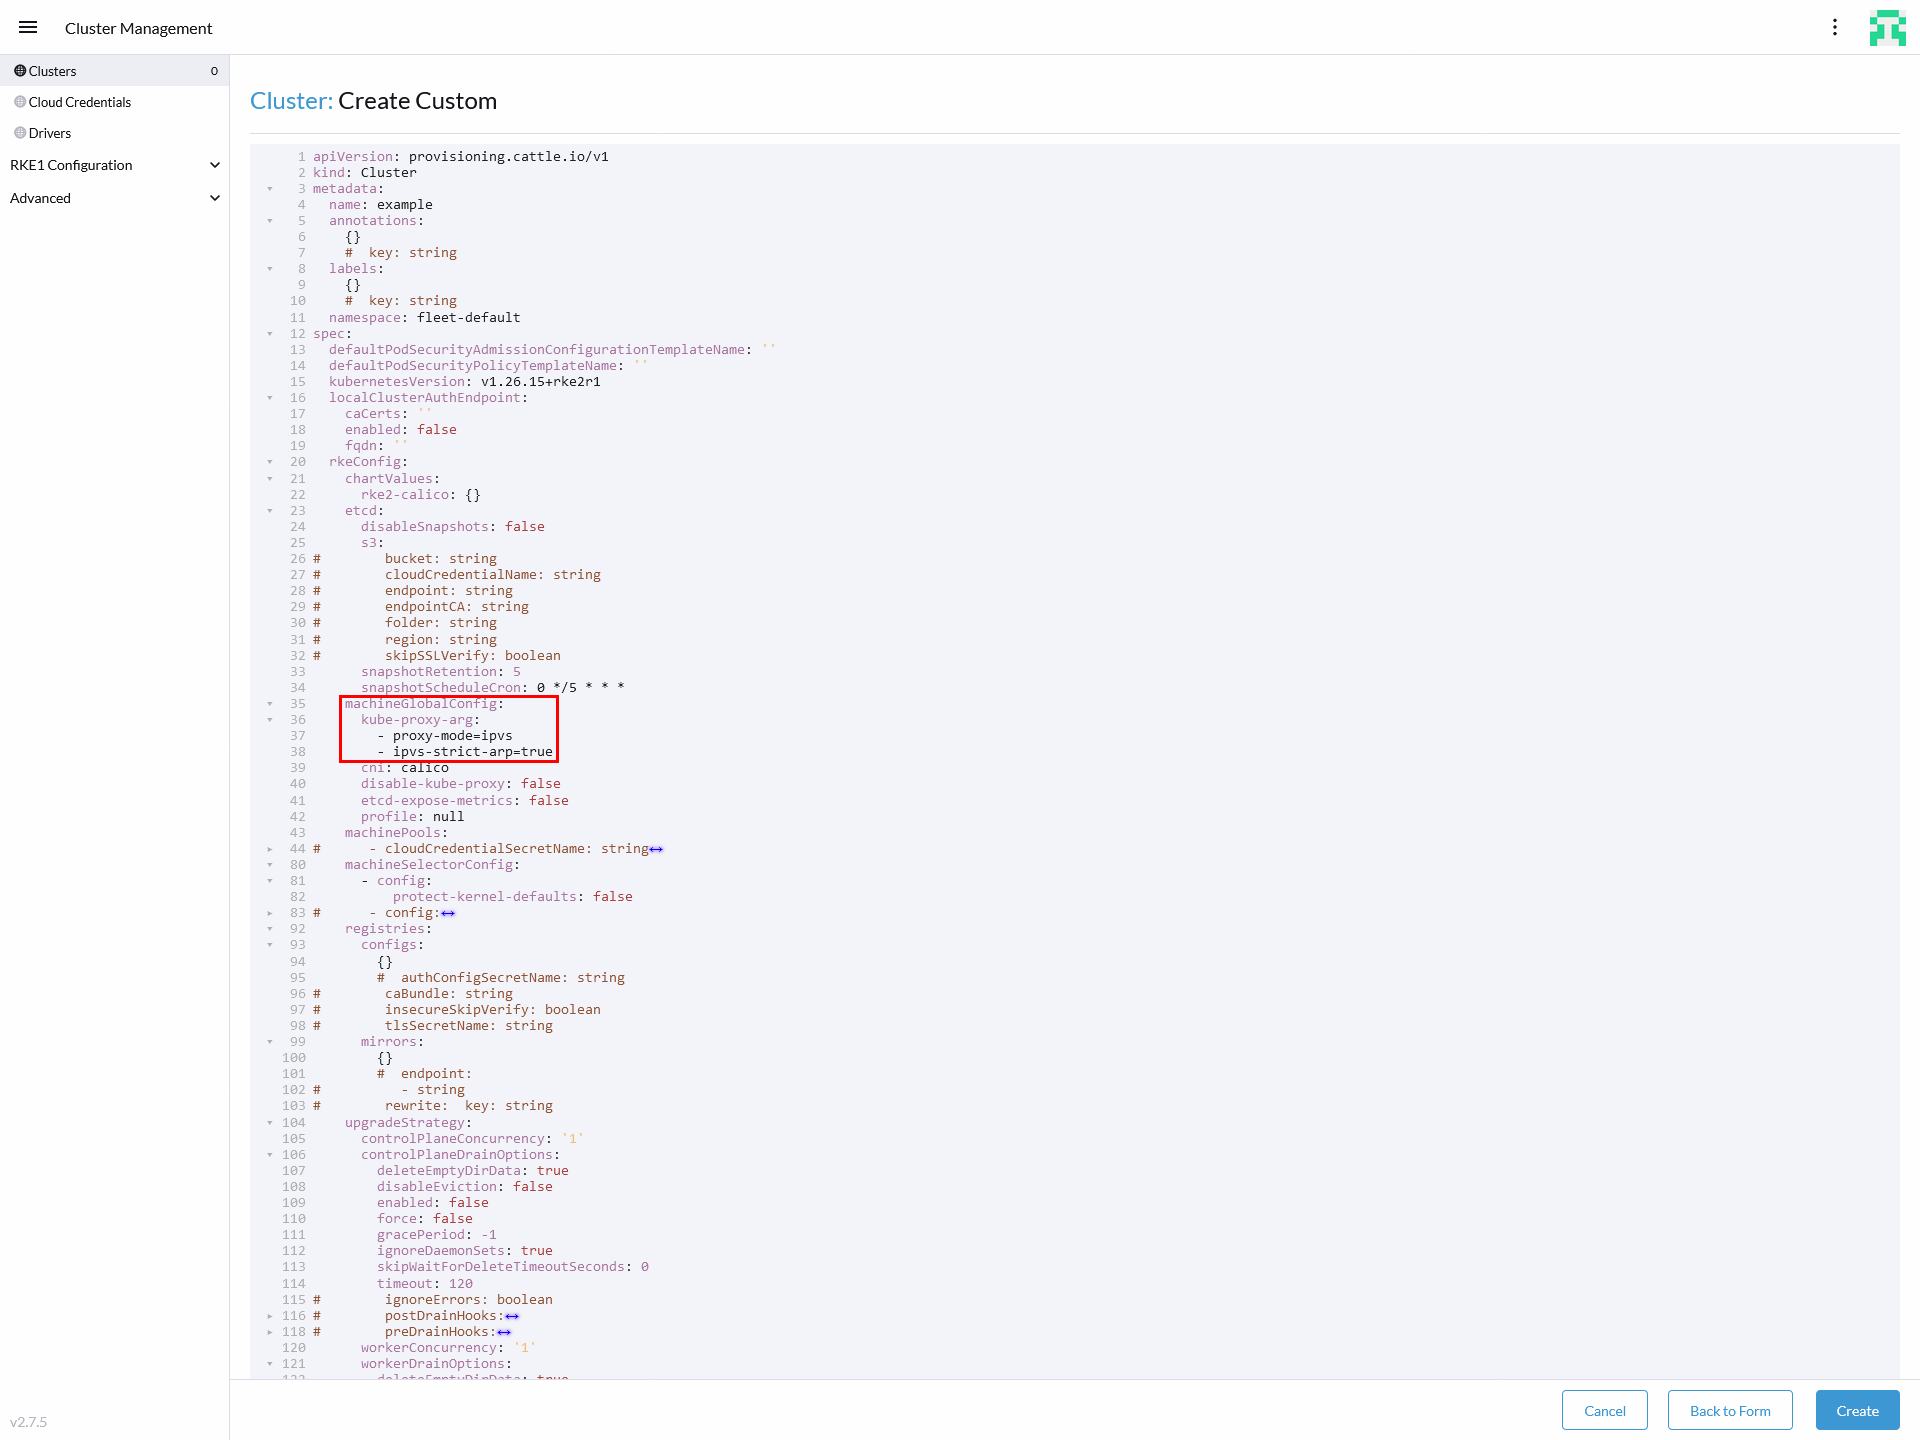 Cluster Management
Clusters 0
Cloud Credentials
Drivers
RKE1 Configuration
Advanced
v2.7.5
Cluster: Create Custom
1 apiVersion: provisioning.cattle.io/v1
2 kind: Cluster
3 metadata:
4 name: example
5 annotations:
6 {}
7 # key: string
8 labels:
9 {}
10 # key: string
11 namespace: fleet-default
12 spec:
13 defaultPodSecurityAdmissionConfigurationTemplateName: ''
14 defaultPodSecurityPolicyTemplateName: ''
15 kubernetesVersion: v1.26.15+rke2r1
16 localClusterAuthEndpoint:
17 caCerts: ''
18 enabled: false
19 fqdn: ''
20 rkeConfig:
21 chartValues:
22 rke2-calico: {}
23 etcd:
24 disableSnapshots: false
25 s3:
26 # bucket: string
27 # cloudCredentialName: string
28 # endpoint: string
29 # endpointCA: string
30 # folder: string
31 # region: string
32 # skipSSLVerify: boolean
33 snapshotRetention: 5
34 snapshotScheduleCron: 0 */5 * * *
35 machineGlobalConfig:
36 kube-proxy-arg:
37 - proxy-mode=ipvs
38 - ipvs-strict-arp=true
39 cni: calico
40 disable-kube-proxy: false
41 etcd-expose-metrics: false
42 profile: null
43 machinePools:
44 # - cloudCredentialSecretName: string
80 machineSelectorConfig:
81 - config:
82 protect-kernel-defaults: false
83 # - config:
92 registries:
93 configs:
94 {}
95 # authConfigSecretName: string
96 # caBundle: string
97 # insecureSkipVerify: boolean
98 # tlsSecretName: string
99 mirrors:
100 {}
101 # endpoint:
102 # - string
103 # rewrite: key: string
104 upgradeStrategy:
105 controlPlaneConcurrency: '1'
106 controlPlaneDrainOptions:
107 deleteEmptyDirData: true
108 disableEviction: false
109 enabled: false
110 force: false
111 gracePeriod: -1
112 ignoreDaemonSets: true
113 skipWaitForDeleteTimeoutSeconds: 0
114 timeout: 120
115 # ignoreErrors: boolean
116 # postDrainHooks:
118 # preDrainHooks:
120 workerConcurrency: '1'
121 workerDrainOptions:
122 deleteEmptyDirData: true
Cancel
Back to Form
Create